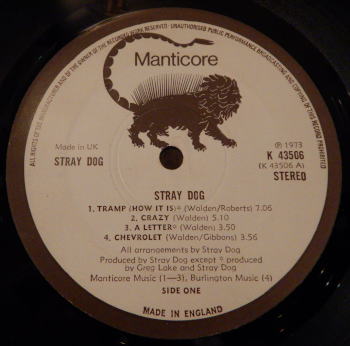 ALL RIGHTS OF THE MANUFACTURER AND OF THE OWNER OF THE RECORDED WORK RESERVED · UNAUTHORISED PUBLIC PERFORMANCE BROADCASTING AND COPYING OF THIS RECORD PROHIBITED
Manticore
Made in UK
STRAY DOG
℗ 1973
K 43506
(K 43506 A)
STEREO
STRAY DOG
1. TRAMP (HOW IT IS)* (Walden/Roberts) 7.06
2. CRAZY (Walden) 5.10
3. A LETTER* (Walden) 3.50
4. CHEVROLET (Walden/Gibbons) 3.56
All arrangements by Stray Dog
Produced by Stray Dog except * produced
by Greg Lake and Stray Dog
Manticore Music (1—3), Burlington Music (4)
SIDE ONE
MADE IN ENGLAND